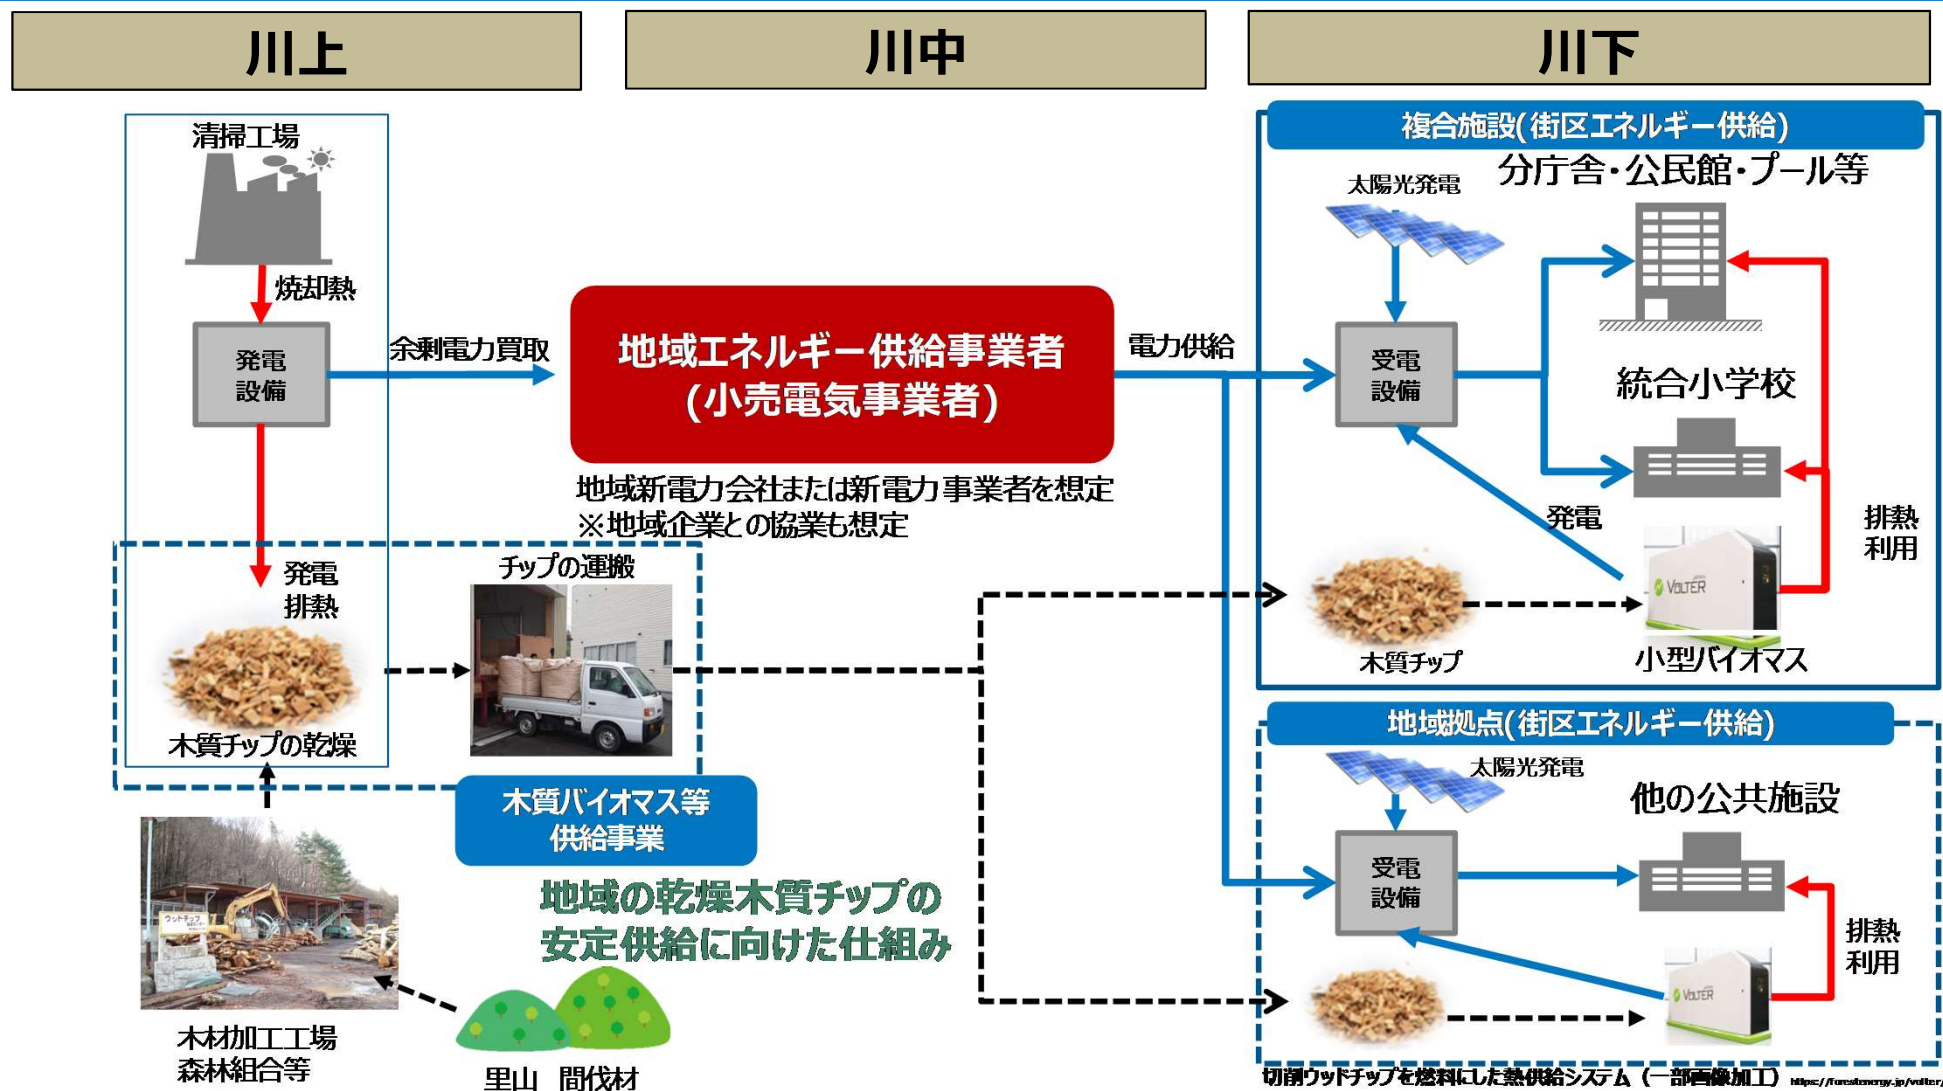 川上
川中
川下
清掃工場
焼却熱
発電
設備
余剰電力買取
発電
排熱
木質チップの乾燥
チップの運搬
木質バイオマス等
供給事業
ウッドチップ
木材加工工場
森林組合等
里山 間伐材
地域の乾燥木質チップの
安定供給に向けた仕組み
地域エネルギー供給事業者
(小売電気事業者)
地域新電力会社または新電力事業者を想定
※地域企業との協業も想定
電力供給
複合施設(街区エネルギー供給)
分庁舎・公民館・プール等
太陽光発電
受電
設備
統合小学校
発電
排熱
利用
VOLTER
木質チップ
小型バイオマス
地域拠点(街区エネルギー供給)
太陽光発電
他の公共施設
受電
設備
排熱
利用
VOLTER
切削ウッドチップを燃料にした熱供給システム（一部画像加工） https://forestenergy.jp/volter/